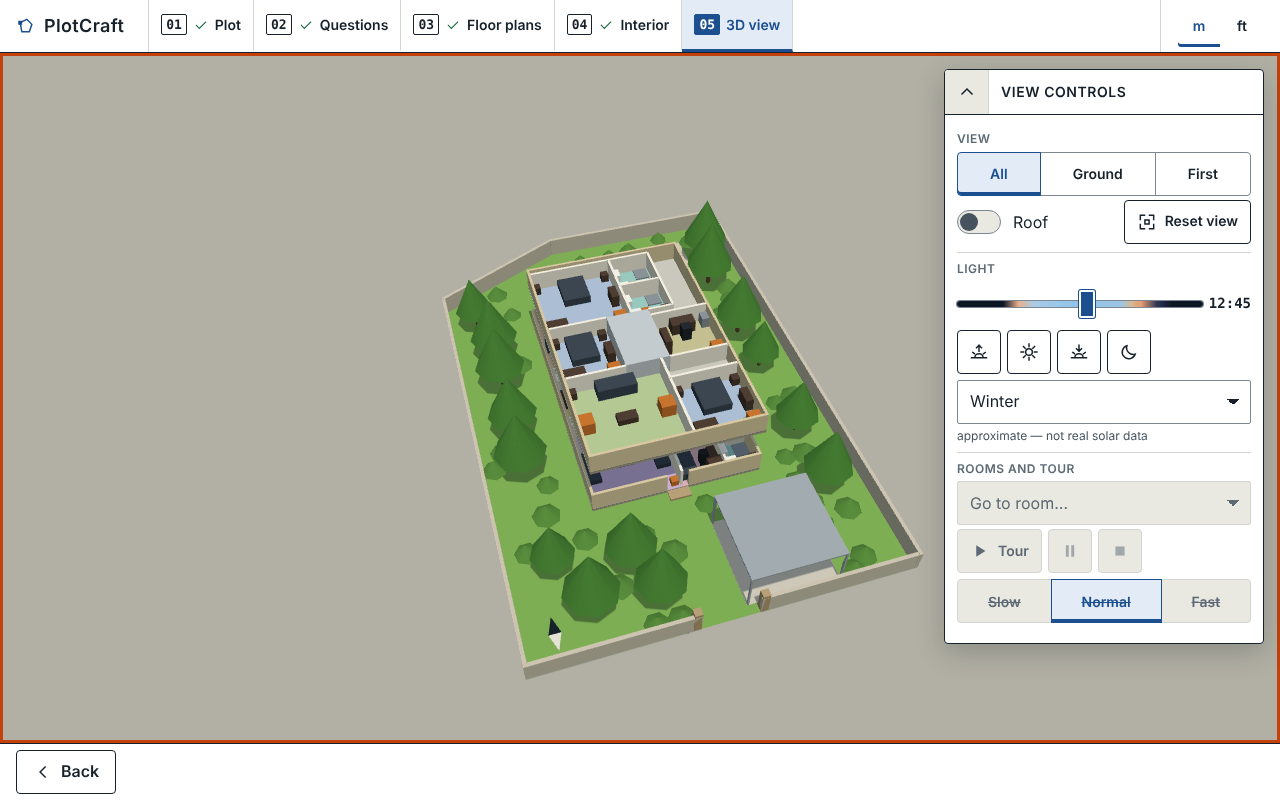 PlotCraft
01 Plot
02 Questions
03 Floor plans
04 Interior
05 3D view
m ft
VIEW CONTROLS
VIEW
All Ground First
Roof Reset view
LIGHT
12:45
Winter
approximate — not real solar data
ROOMS AND TOUR
Go to room...
Tour
Slow Normal Fast
Back